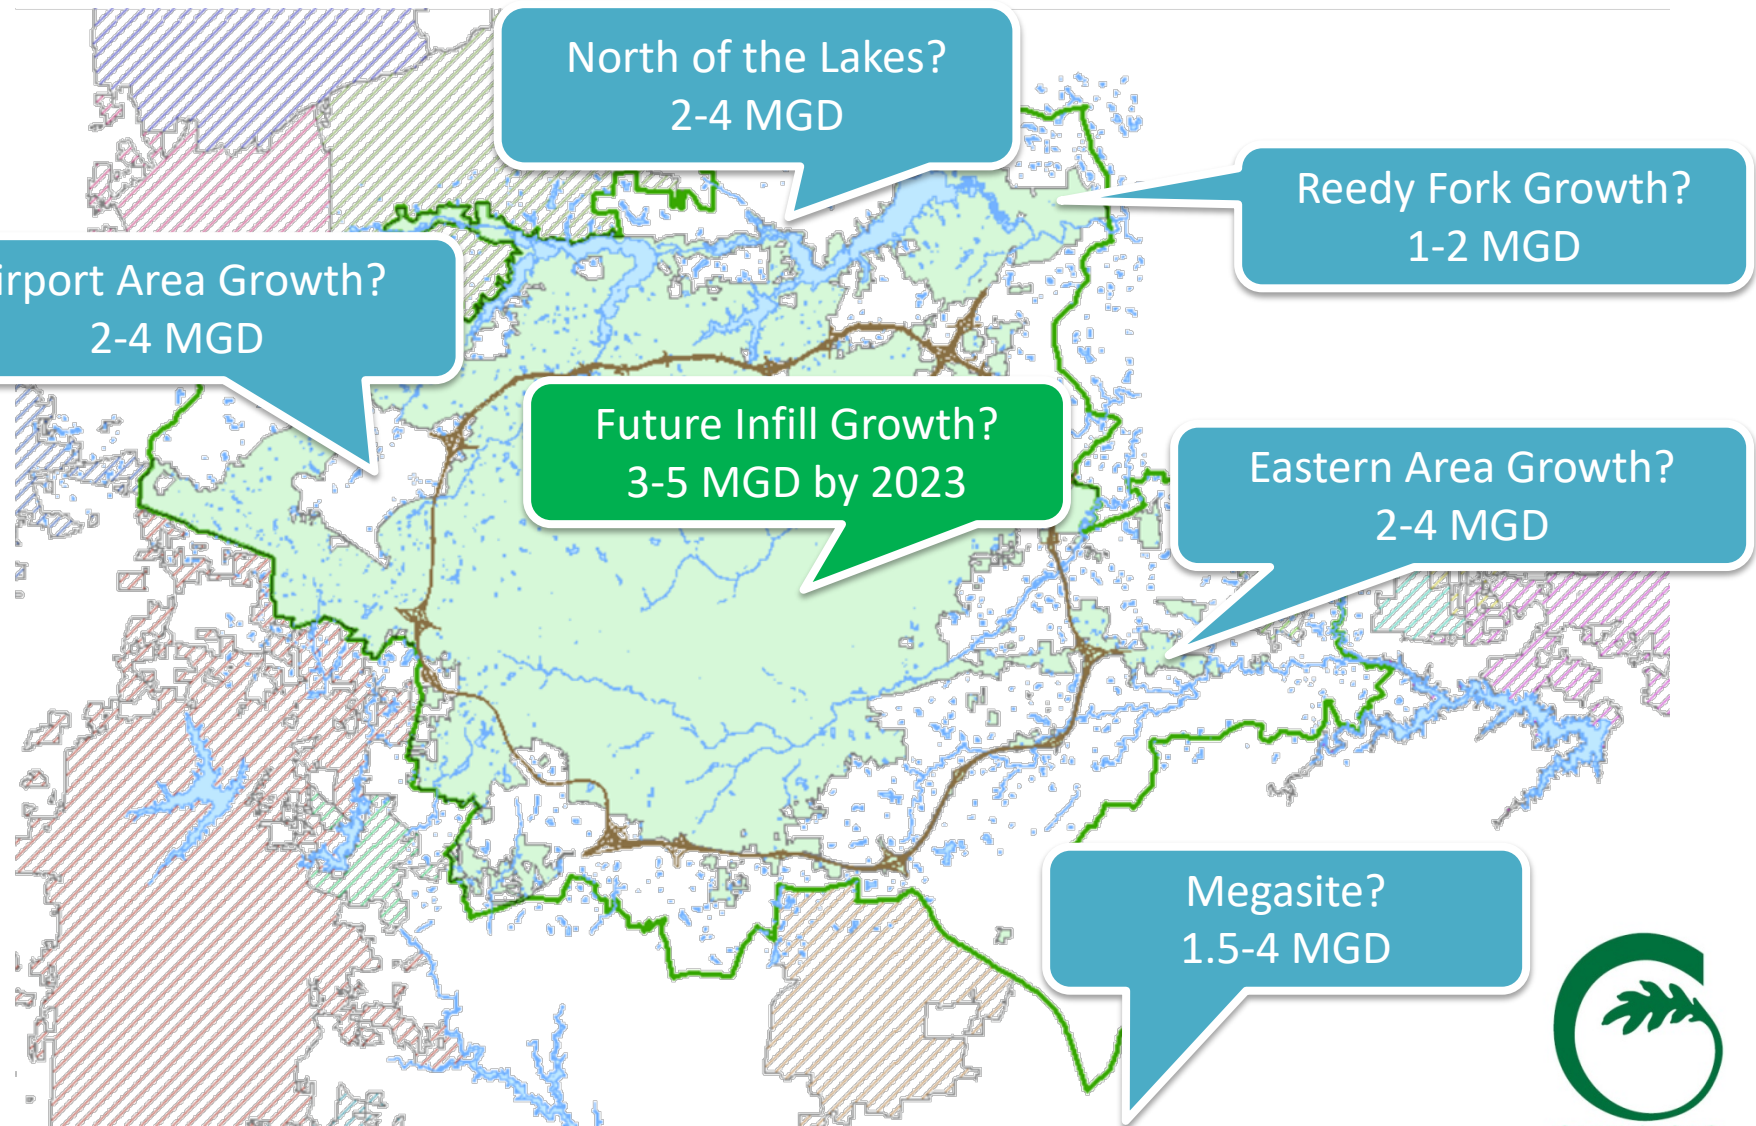 North of the Lakes?
2-4 MGD
Reedy Fork Growth?
1-2 MGD
irport Area Growth?
2-4 MGD
Future Infill Growth?
3-5 MGD by 2023
Eastern Area Growth?
2-4 MGD
Megasite?
1.5-4 MGD